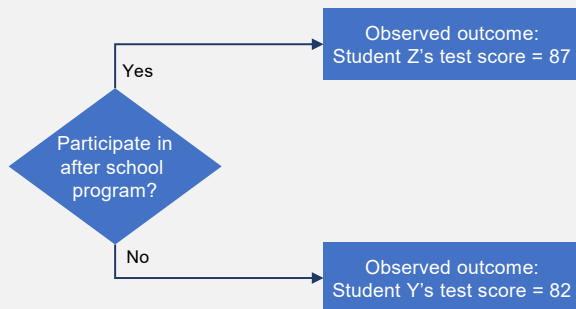 Observed outcome:
Student Z's test score = 87
Yes
Participate in
after school
program?
No
Observed outcome:
Student Y's test score = 82